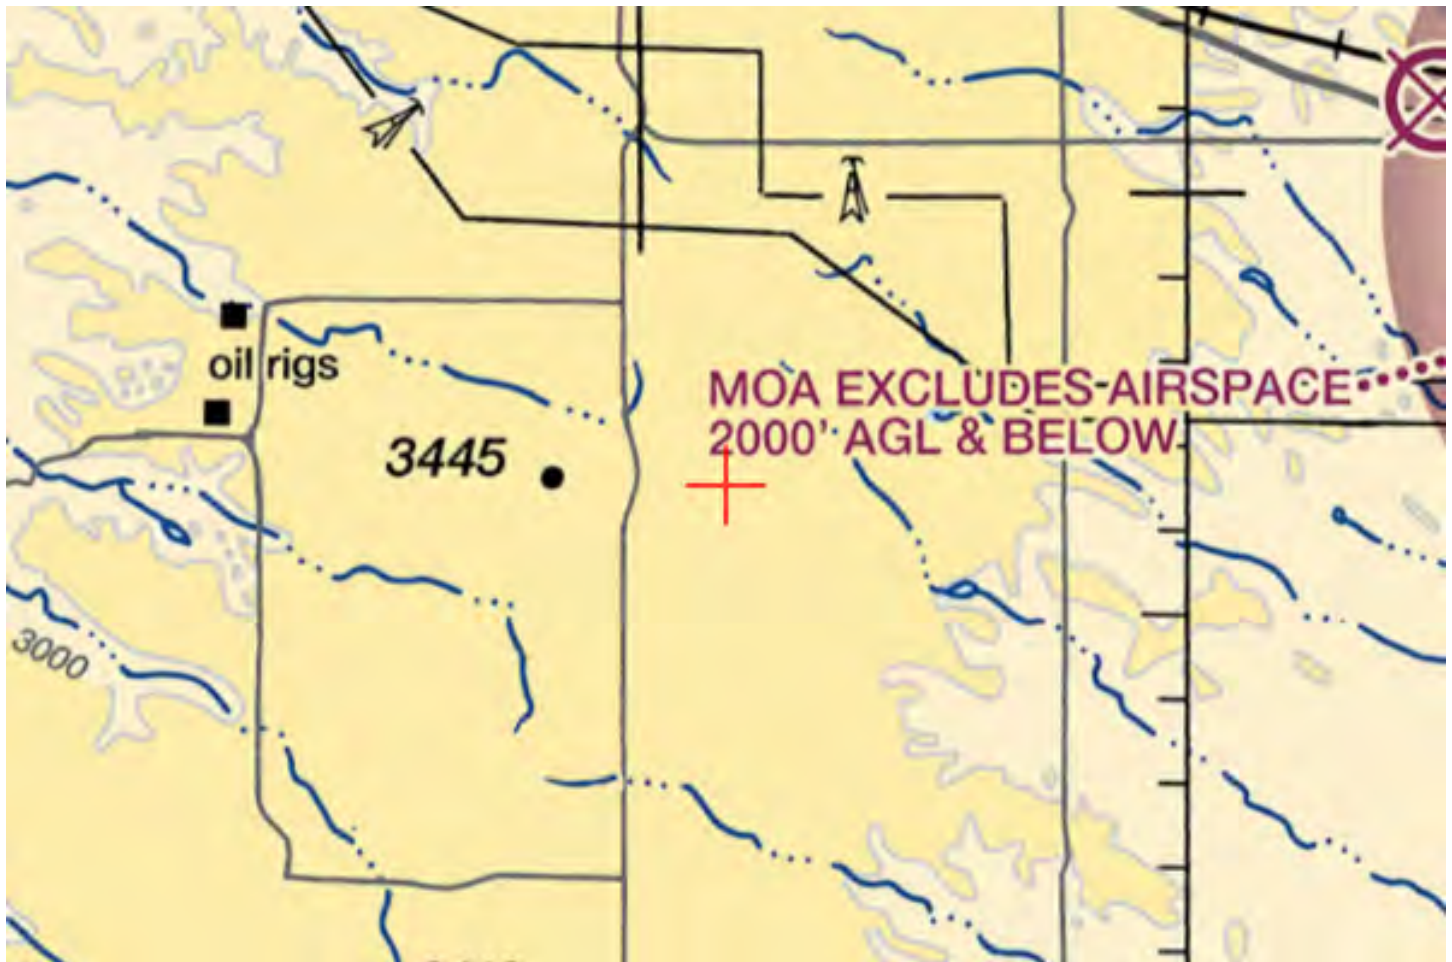 oil rigs
MOA EXCLUDES AIRSPACE
2000' AGL & BELOW
3445
3000